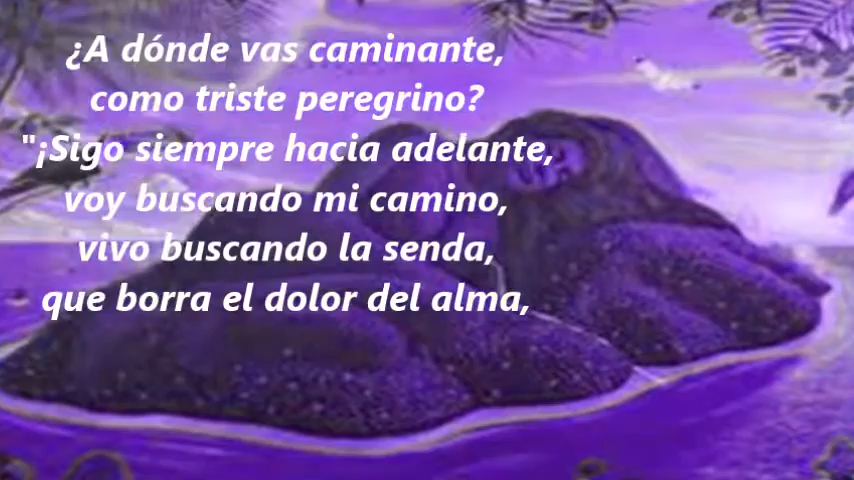 ¿A dónde vas caminante,
como triste peregrino?
"¡Sigo siempre hacia adelante,
voy buscando mi camino,
vivo buscando la senda,
que borra el dolor del alma,